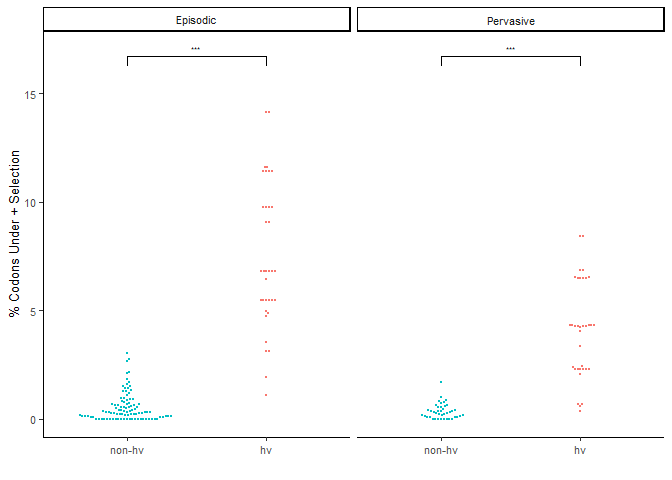 Episodic
Pervasive
***
***
% Codons Under + Selection
15
10
5
0
non-hv
hv
non-hv
hv